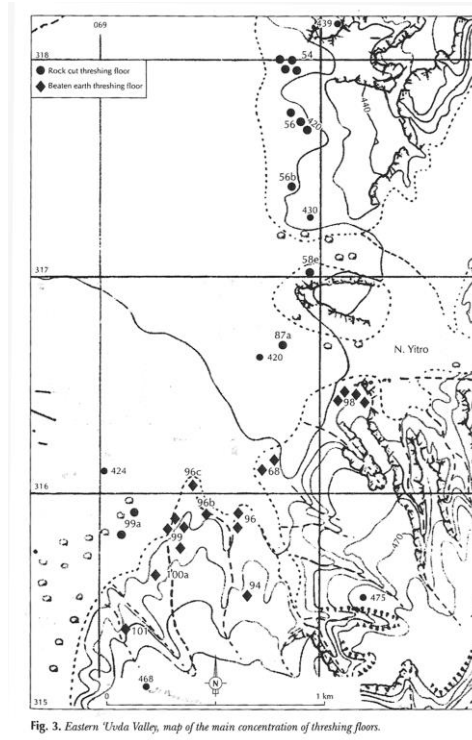 069
439
318
54
Rock cut threshing floor
Beaten earth threshing floor
440
56
420
56b
430
58e
317
87a
420
N. Yitro
98
68
96c
424
316
96b
96
99a
99
470
100a
94
475
101
468
N
0
1 km
315
Fig. 3. Eastern 'Uvda Valley, map of the main concentration of threshing floors.